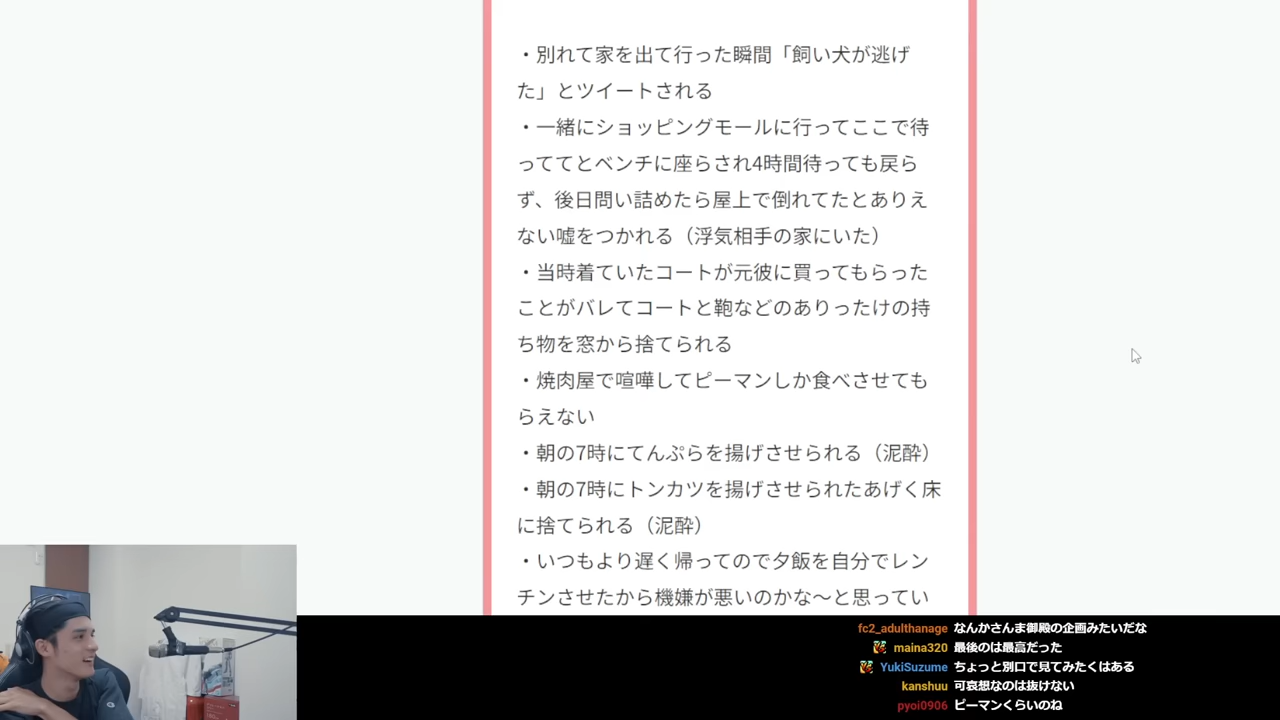 ・別れて家を出て行った瞬間「飼い犬が逃げ
た」とツイートされる
・一緒にショッピングモールに行ってここで待
っててとベンチに座らされ4時間待っても戻ら
ず、後日問い詰めたら屋上で倒れてたとありえ
ない嘘をつかれる（浮気相手の家にいた）
・当時着ていたコートが元彼に買ってもらった
ことがバレてコートと鞄などのありったけの持
ち物を窓から捨てられる
・焼肉屋で喧嘩してピーマンしか食べさせても
らえない
・朝の7時にてんぷらを揚げさせられる（泥酔）
・朝の7時にトンカツを揚げさせられたあげく床
に捨てられる（泥酔）
・いつもより遅く帰ってので夕飯を自分でレン
チンさせたから機嫌が悪いのかな〜と思ってい
fc2_adulthanage なんかさんま御殿の企画みたいだな
maina320 最後のは最高だった
YukiSuzume ちょっと別口で見てみたくはある
kanshuu 可哀想なのは抜けない
pyoi0906 ピーマンくらいのね